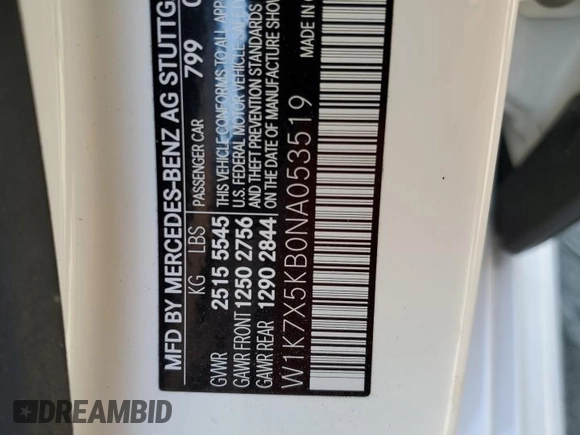 MFD BY MERCEDES-BENZ AG STUTTG
KG LBS PASSENGER CAR 799
GVWR 2515 5545 THIS VEHICLE CONFORMS TO ALL APP
GAWR FRONT 1250 2756 U.S. FEDERAL MOTOR VEHICLE SAFETY
GAWR REAR 1290 2844 AND THEFT PREVENTION STANDARDS
ON THE DATE OF MANUFACTURE SHOW
W1K7X5KB0NA053519 MADE IN
DREAMBID